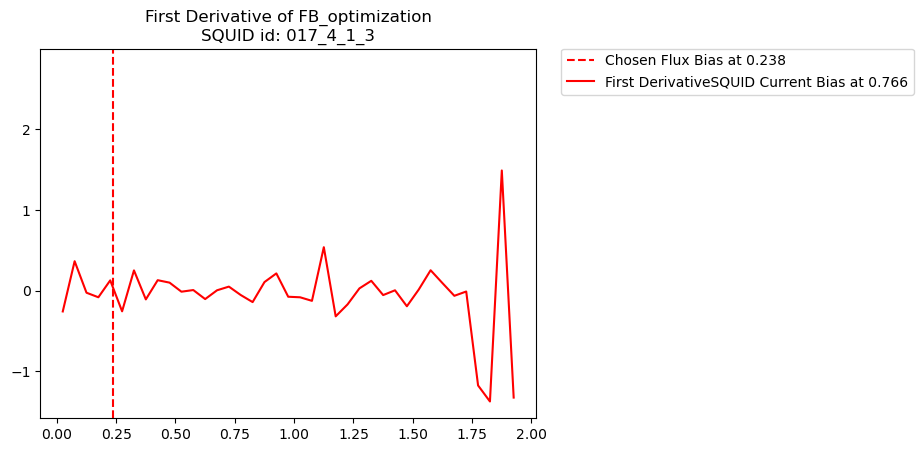 First Derivative of FB_optimization
SQUID id: 017_4_1_3
Chosen Flux Bias at 0.238
First DerivativeSQUID Current Bias at 0.766
2
1
0
−1
0.00 0.25 0.50 0.75 1.00 1.25 1.50 1.75 2.00